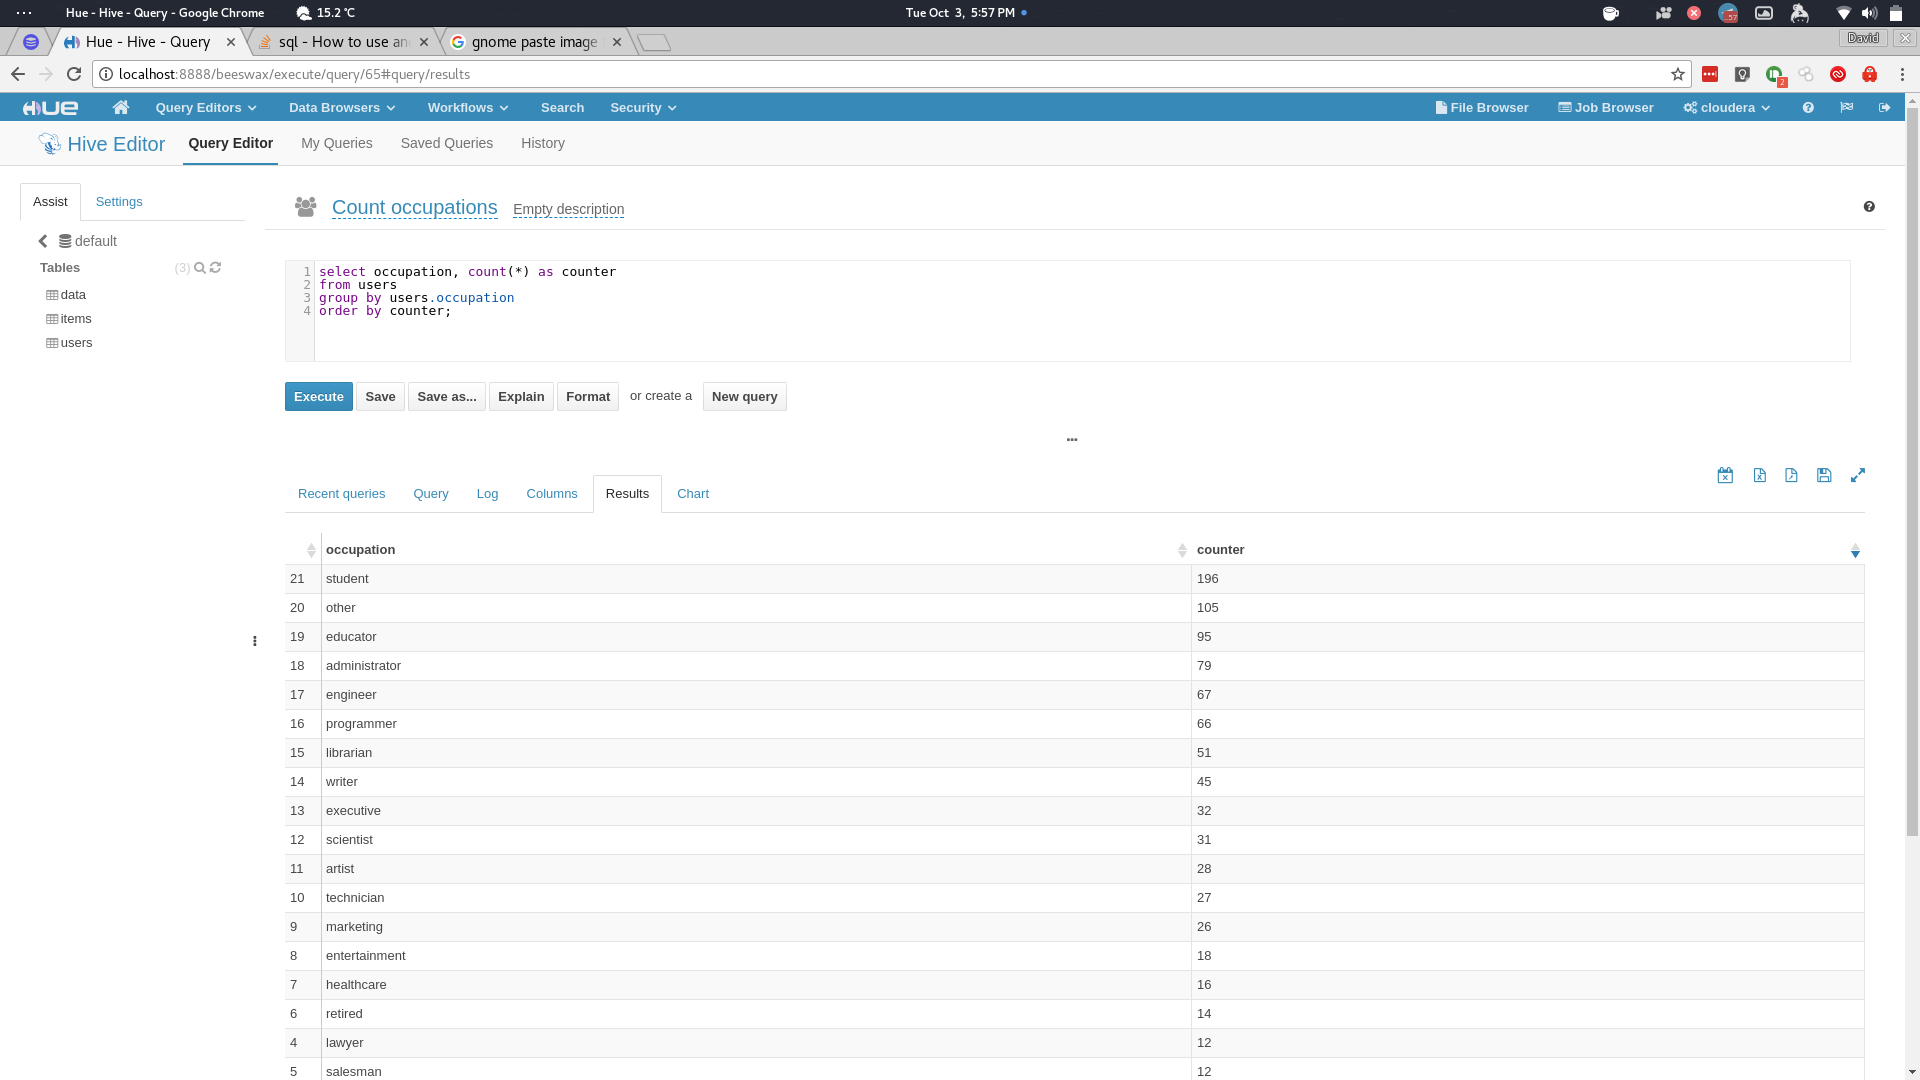 Hue - Hive - Query - Google Chrome
15.2 °C
Tue Oct 3, 5:57 PM
Hue - Hive - Query
sql - How to use an
gnome paste image
David
localhost:8888/beeswax/execute/query/65#query/results
2
HUE
Query Editors
Data Browsers
Workflows
Search
Security
File Browser
Job Browser
cloudera
Hive Editor
Query Editor
My Queries
Saved Queries
History
Assist
Settings
Count occupations
Empty description
default
Tables
(3)
data
items
users
1 select occupation, count(*) as counter
2 from users
3 group by users.occupation
4 order by counter;
Execute
Save
Save as...
Explain
Format
or create a
New query
Recent queries
Query
Log
Columns
Results
Chart
occupation counter
21 student 196
20 other 105
19 educator 95
18 administrator 79
17 engineer 67
16 programmer 66
15 librarian 51
14 writer 45
13 executive 32
12 scientist 31
11 artist 28
10 technician 27
9 marketing 26
8 entertainment 18
7 healthcare 16
6 retired 14
4 lawyer 12
5 salesman 12